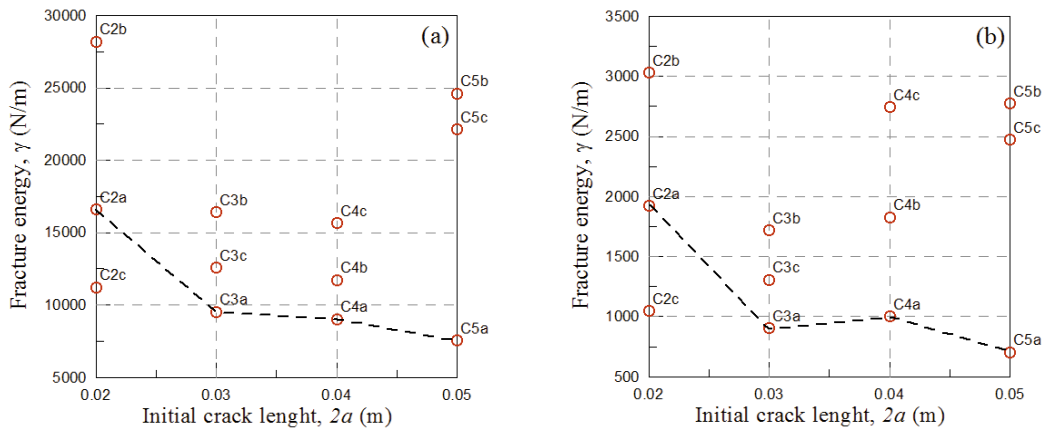 (a)
Fracture energy, γ (N/m)
30000
25000
20000
15000
10000
5000
C2b
C2a
C2c
C3b
C3c
C3a
C4c
C4b
C4a
C5b
C5c
C5a
0.02 0.03 0.04 0.05
Initial crack lenght, 2a (m)
(b)
Fracture energy, γ (N/m)
3500
3000
2500
2000
1500
1000
500
C2b
C2a
C2c
C3b
C3c
C3a
C4c
C4b
C4a
C5b
C5c
C5a
0.02 0.03 0.04 0.05
Initial crack lenght, 2a (m)